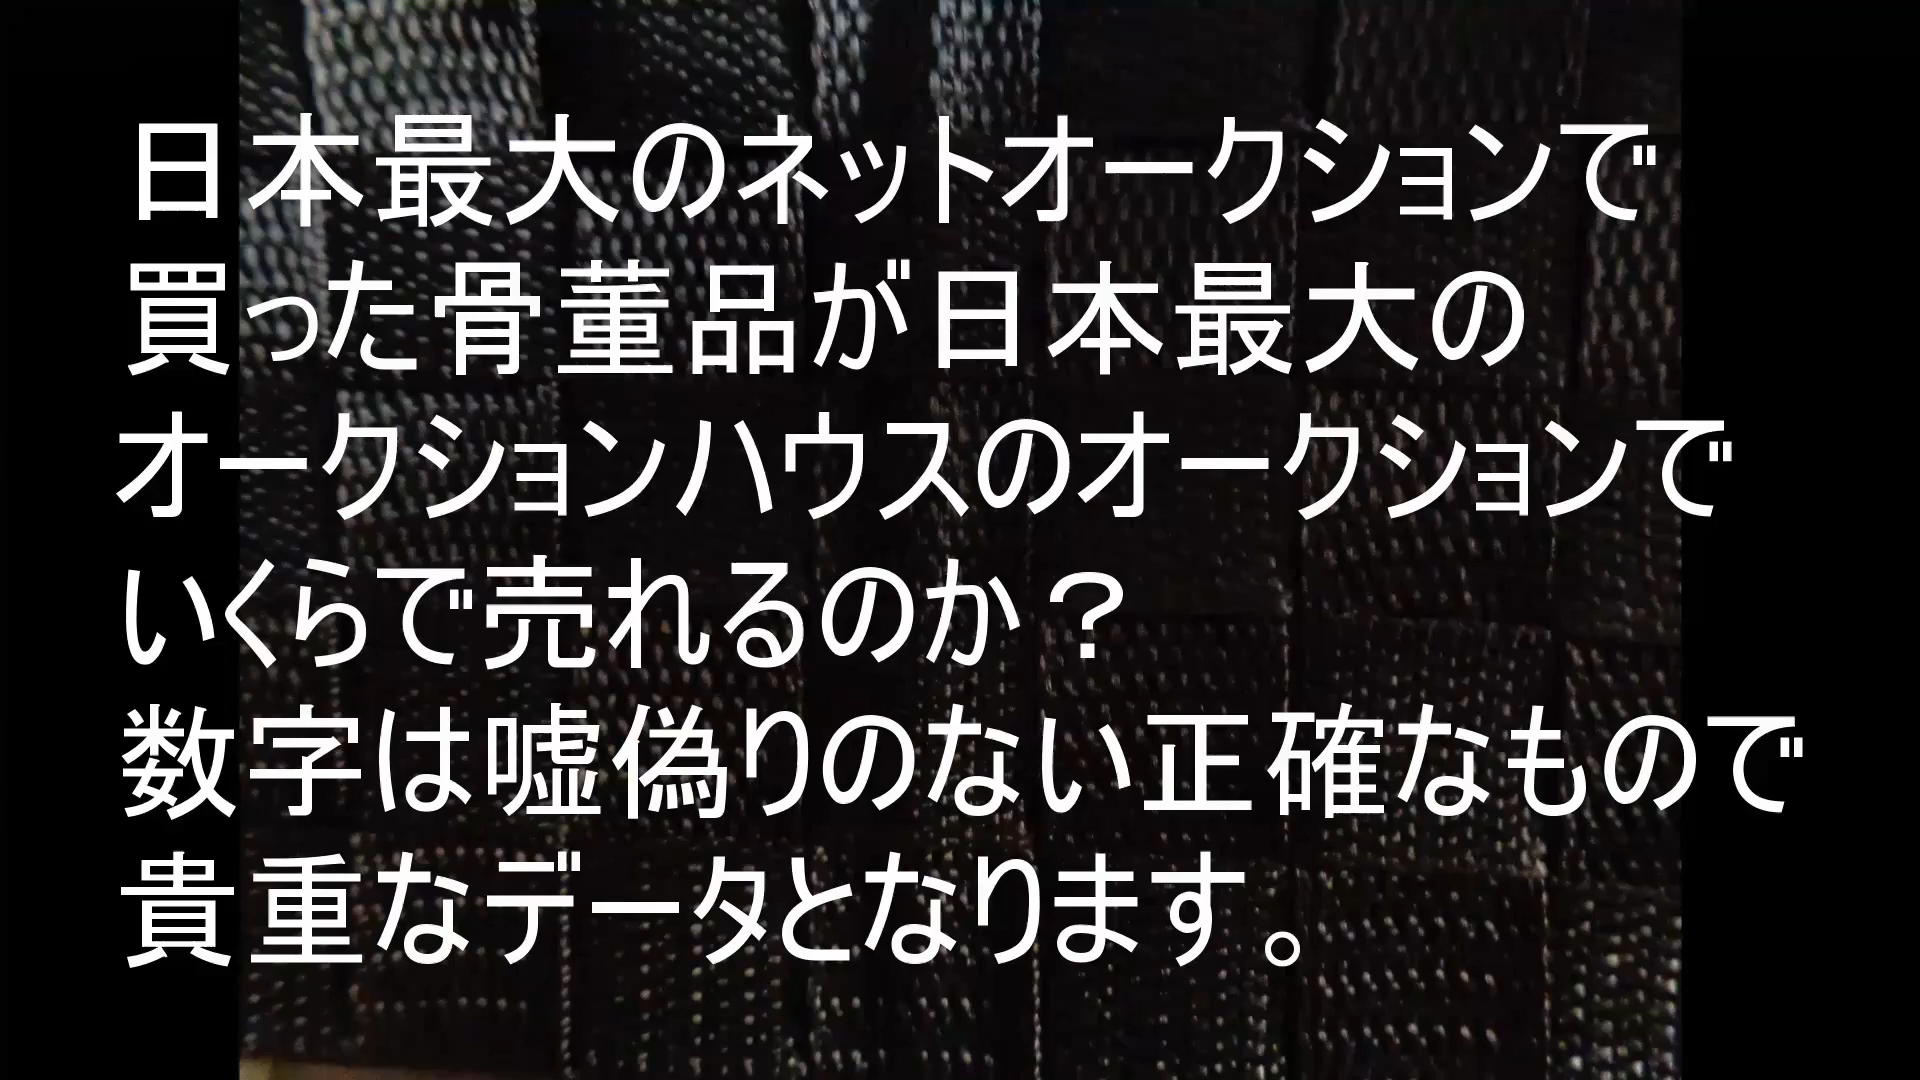 日本最大のネットオークションで
買った骨董品が日本最大の
オークションハウスのオークションで
いくらで売れるのか？
数字は嘘偽りのない正確なもので
貴重なデータとなります。